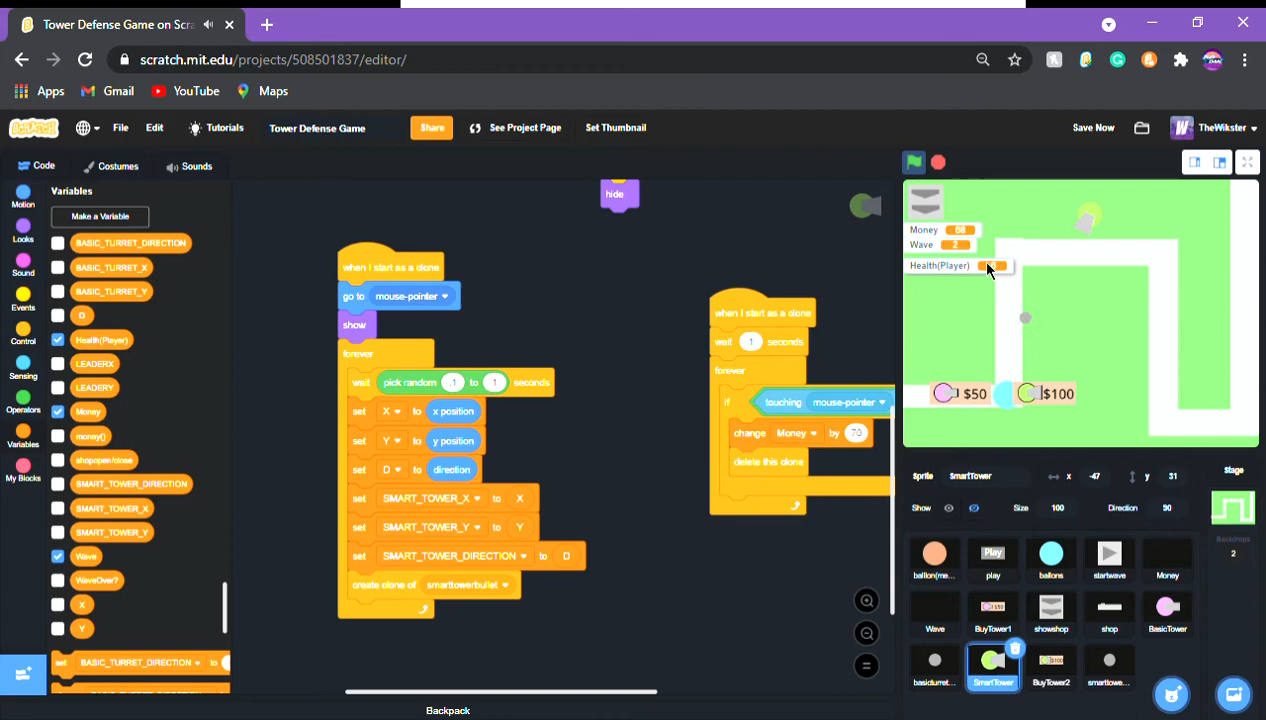 Tower Defense Game on Scra
scratch.mit.edu/projects/508501837/editor/
Apps Gmail YouTube Maps
SCRATCH File Edit Tutorials Tower Defense Game Share See Project Page Set Thumbnail Save Now TheWikster
Code Costumes Sounds
Motion
Looks
Sound
Events
Control
Sensing
Operators
Variables
My Blocks
Variables
Make a Variable
BASIC_TURRET_DIRECTION
BASIC_TURRET_X
BASIC_TURRET_Y
D
Health(Player)
LEADERX
LEADERY
Money
money()
shopopen/close
SMART_TOWER_DIRECTION
SMART_TOWER_X
SMART_TOWER_Y
Wave
WaveOver?
X
Y
set BASIC_TURRET_DIRECTION to
hide
when I start as a clone
go to mouse-pointer
show
forever
wait pick random .1 to 1 seconds
set X to x position
set Y to y position
set D to direction
set SMART_TOWER_X to X
set SMART_TOWER_Y to Y
set SMART_TOWER_DIRECTION to D
create clone of smarttowerbullet
when I start as a clone
wait 1 seconds
forever
if touching mouse-pointer
change Money by 70
delete this clone
Money 68
Wave 2
Health(Player)
$50 $100
Sprite SmartTower x -47 y 31
Show Size 100 Direction 90
ballon(me... play ballons startwave Money
Wave BuyTower1 showshop shop BasicTower
basicturret... SmartTower BuyTower2 smarttowe...
Play
$50
$100
Stage
Backdrops
2
Backpack